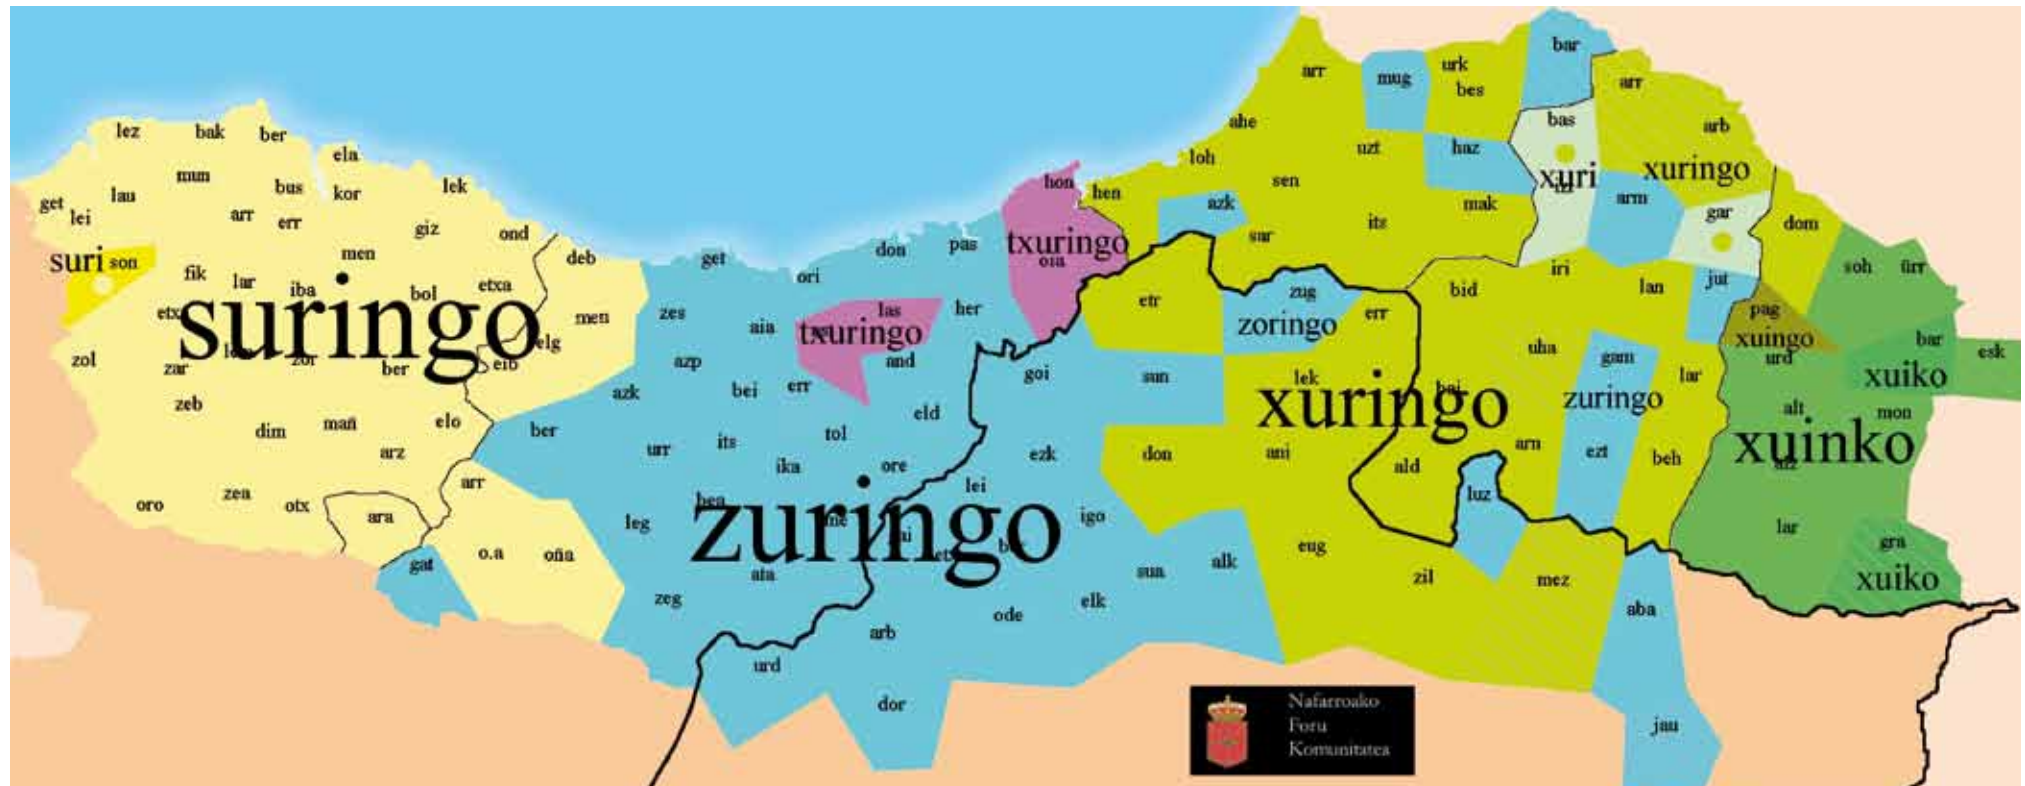 bar
arr
mug
urk
bes
arr
lez
bak
ber
ahe
bas
arb
ela
loh
uzt
haz
xuri
xuringo
mun
lau
bus
kor
lek
hon
hen
sen
get
lei
arr
err
giz
azk
mak
arm
gar
suri son
men
ond
deb
get
don
pas
txuringo
sar
its
dom
fik
lar
iba
bol
etxa
ori
iri
lan
jut
soh
ürr
suringo
men
zes
aia
las
txuringo
her
etr
zug
zoringo
err
bid
pag
xuingo
urd
bar
esk
xuiko
zol
zar
ber
elg
eib
azp
and
goi
sun
lek
uha
gam
lar
zeb
azk
bei
err
xuringo
zuringo
alt
mon
dim
mañ
elo
ber
its
tol
eld
xuinko
arz
urr
ika
ore
ezk
don
ani
ald
arn
ezt
beh
oro
zea
otx
ara
arr
leg
lei
igo
luz
lar
gra
zuringo
gat
o.a
oña
ata
sua
alk
eug
zil
mez
xuiko
zeg
arb
ode
elk
aba
urd
dor
jau
Nafarroako
Foru
Komunitatea